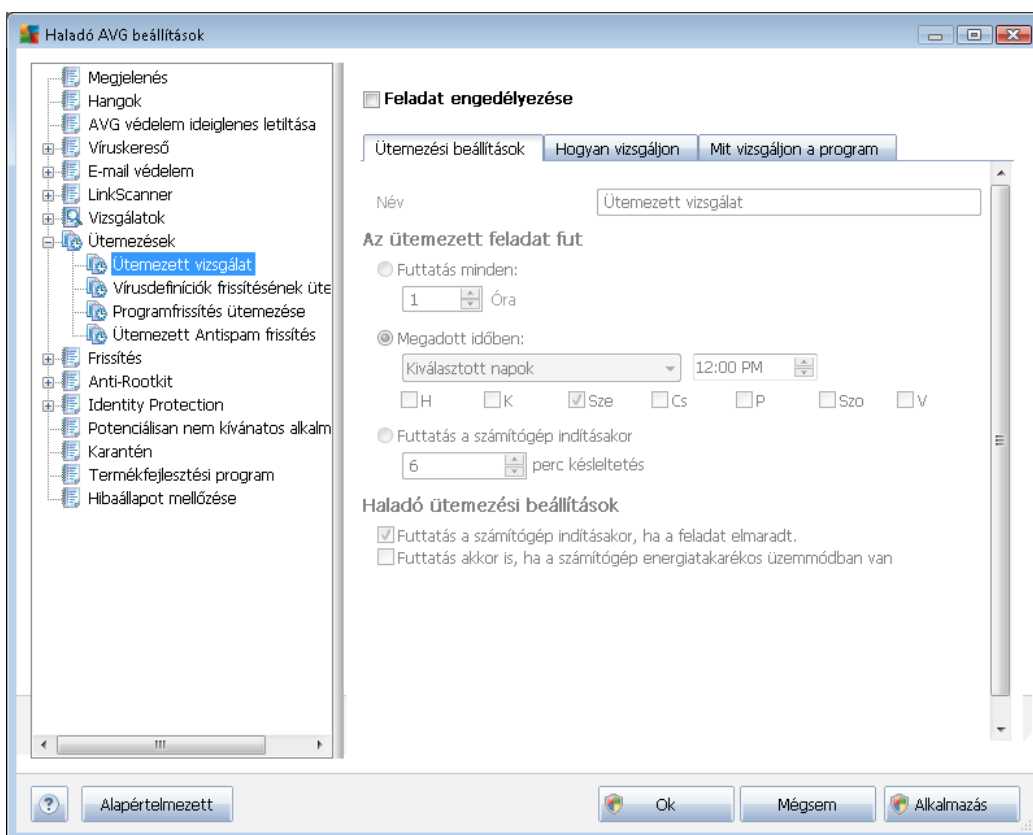 Haladó AVG beállítások
Megjelenés
Hangok
AVG védelem ideiglenes letiltása
Víruskereső
E-mail védelem
LinkScanner
Vizsgálatok
Ütemezések
Ütemezett vizsgálat
Vírusdefiníciók frissítésének üte
Programfrissítés ütemezése
Ütemezett Antispam frissítés
Frissítés
Anti-Rootkit
Identity Protection
Potenciálisan nem kívánatos alkalm
Karantén
Termékfejlesztési program
Hibaállapot mellőzése
Feladat engedélyezése
Ütemezési beállítások Hogyan vizsgáljon Mit vizsgáljon a program
Név Ütemezett vizsgálat
Az ütemezett feladat fut
Futtatás minden:
1 Óra
Megadott időben:
Kiválasztott napok 12:00 PM
H K Sze Cs P Szo V
Futtatás a számítógép indításakor
6 perc késleltetés
Haladó ütemezési beállítások
Futtatás a számítógép indításakor, ha a feladat elmaradt.
Futtatás akkor is, ha a számítógép energiatakarékos üzemmódban van
? Alapértelmezett Ok Mégsem Alkalmazás